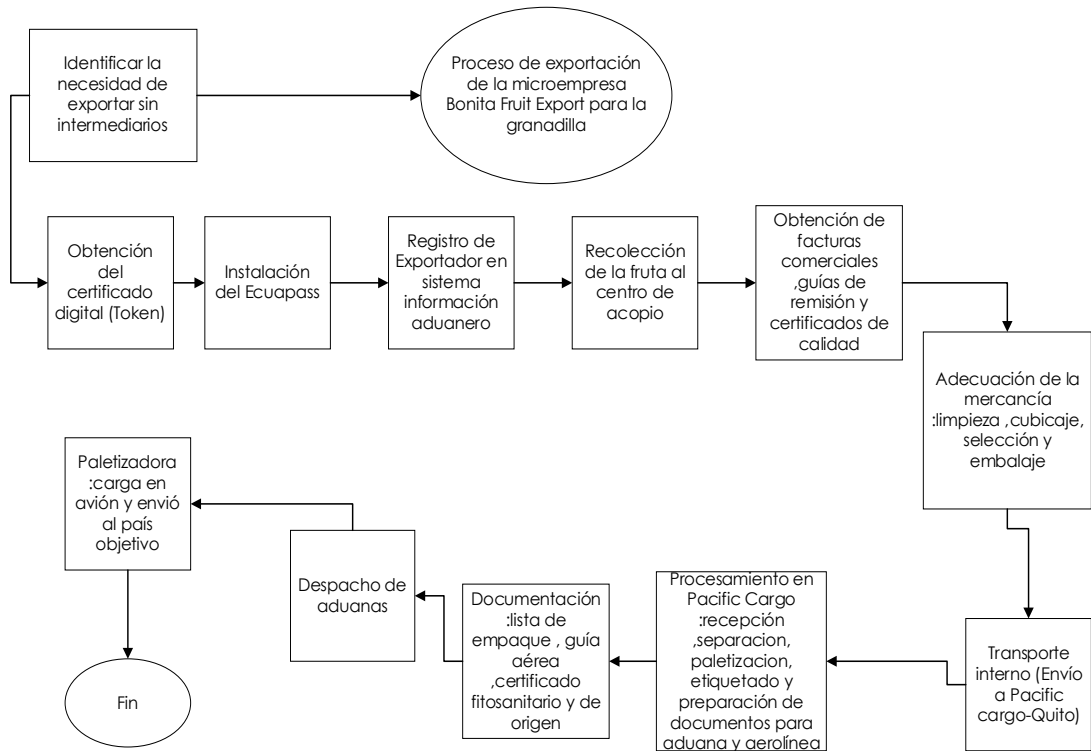 Identificar la
necesidad de
exportar sin
intermediarios
Proceso de exportación
de la microempresa
Bonita Fruit Export para la
granadilla
Obtención
del
certificado
digital (Token)
Instalación
del Ecuapass
Registro de
Exportador en
sistema
información
aduanero
Recolección
de la fruta al
centro de
acopio
Obtención de
facturas
comerciales
,guías de
remisión y
certificados de
calidad
Adecuación de la
mercancía
:limpieza ,cubicaje,
selección y
embalaje
Transporte
interno (Envío
a Pacific
cargo-Quito)
Procesamiento en
Pacific Cargo
:recepción
,separacion,
paletizacion,
etiquetado y
preparación de
documentos para
aduana y aerolínea
Documentación
:lista de
empaque , guía
aérea
,certificado
fitosanitario y de
origen
Despacho de
aduanas
Paletizadora
:carga en
avión y envió
al país
objetivo
Fin